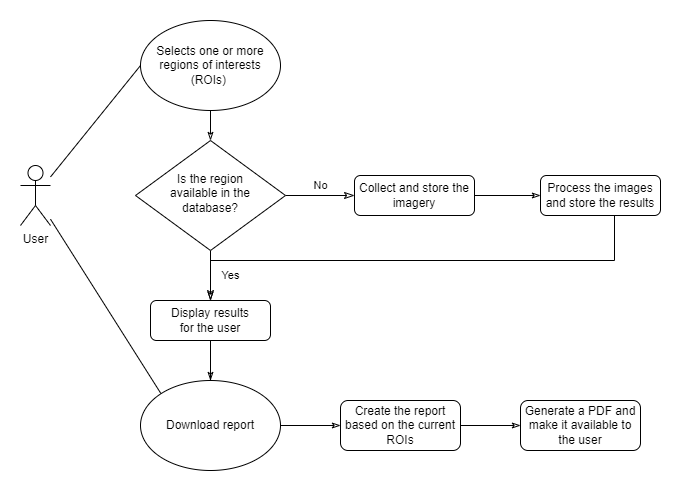 Selects one or more
regions of interests
(ROIs)
Is the region
available in the
database?
No
Collect and store the
imagery
Process the images
and store the results
User
Yes
Display results
for the user
Download report
Create the report
based on the current
ROIs
Generate a PDF and
make it available to
the user